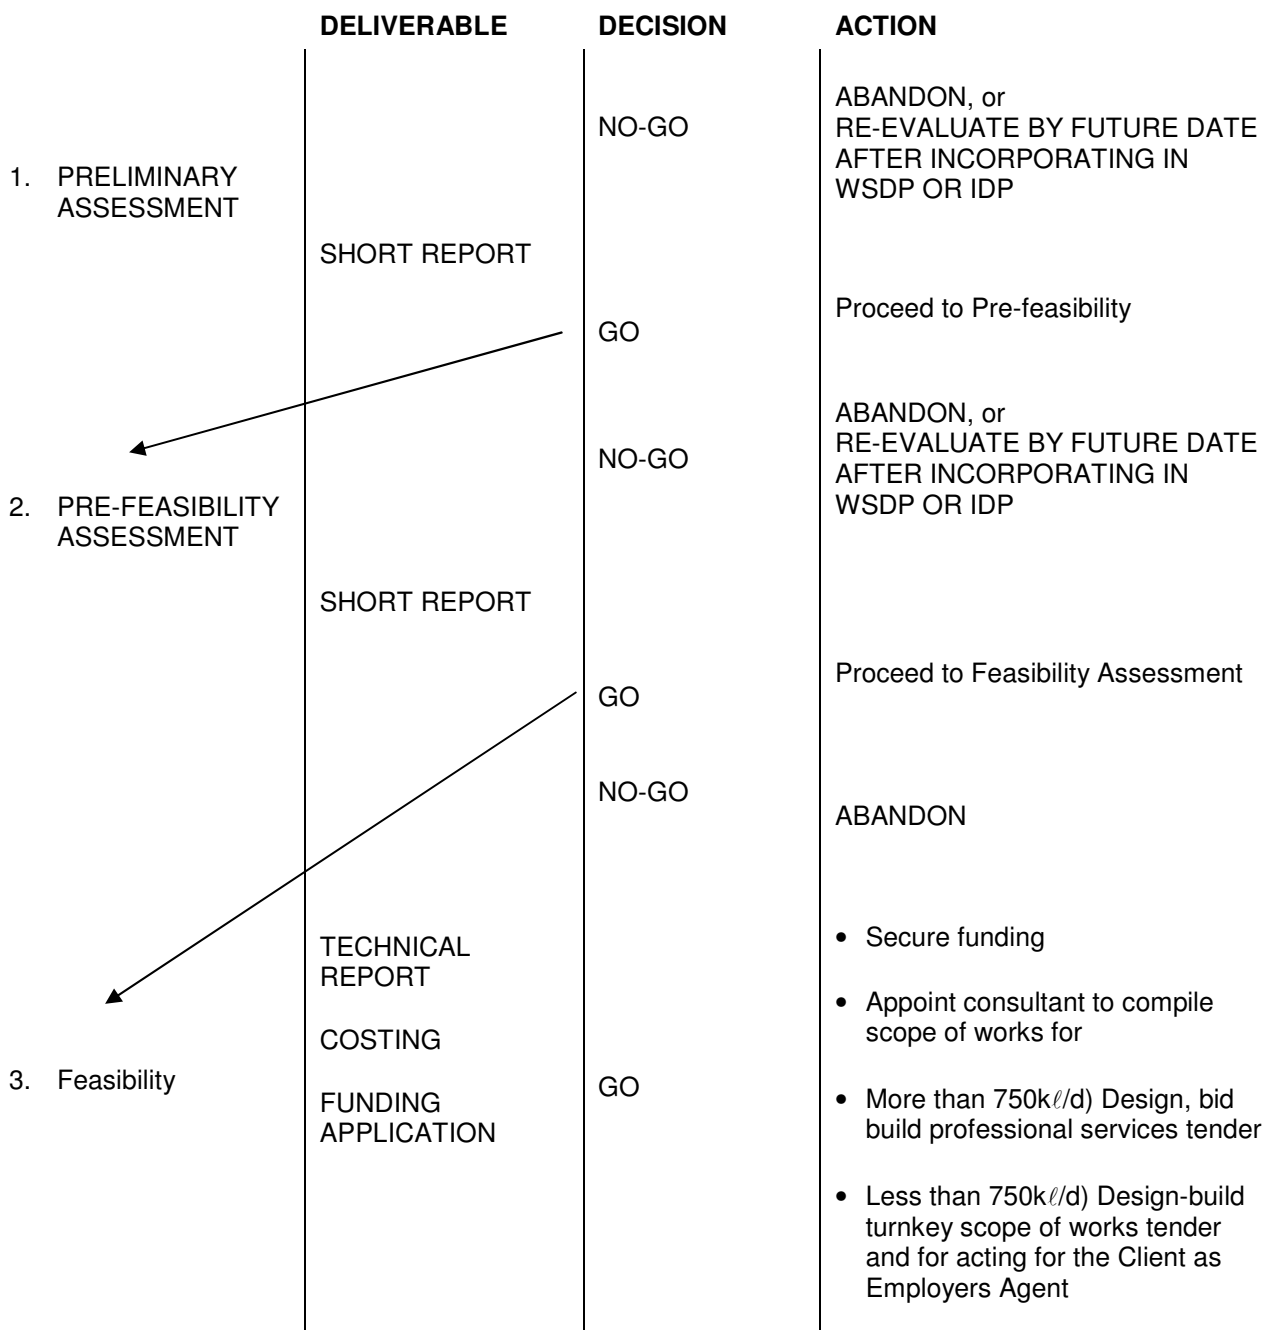 DELIVERABLE DECISION ACTION
ABANDON, or
NO-GO RE-EVALUATE BY FUTURE DATE
AFTER INCORPORATING IN
1. PRELIMINARY WSDP OR IDP
ASSESSMENT
SHORT REPORT
Proceed to Pre-feasibility
GO
ABANDON, or
RE-EVALUATE BY FUTURE DATE
NO-GO AFTER INCORPORATING IN
2. PRE-FEASIBILITY WSDP OR IDP
ASSESSMENT
SHORT REPORT
Proceed to Feasibility Assessment
GO
NO-GO
ABANDON
TECHNICAL • Secure funding
REPORT
• Appoint consultant to compile
COSTING scope of works for
3. Feasibility GO
FUNDING • More than 750kℓ/d) Design, bid
APPLICATION build professional services tender
• Less than 750kℓ/d) Design-build
turnkey scope of works tender
and for acting for the Client as
Employers Agent